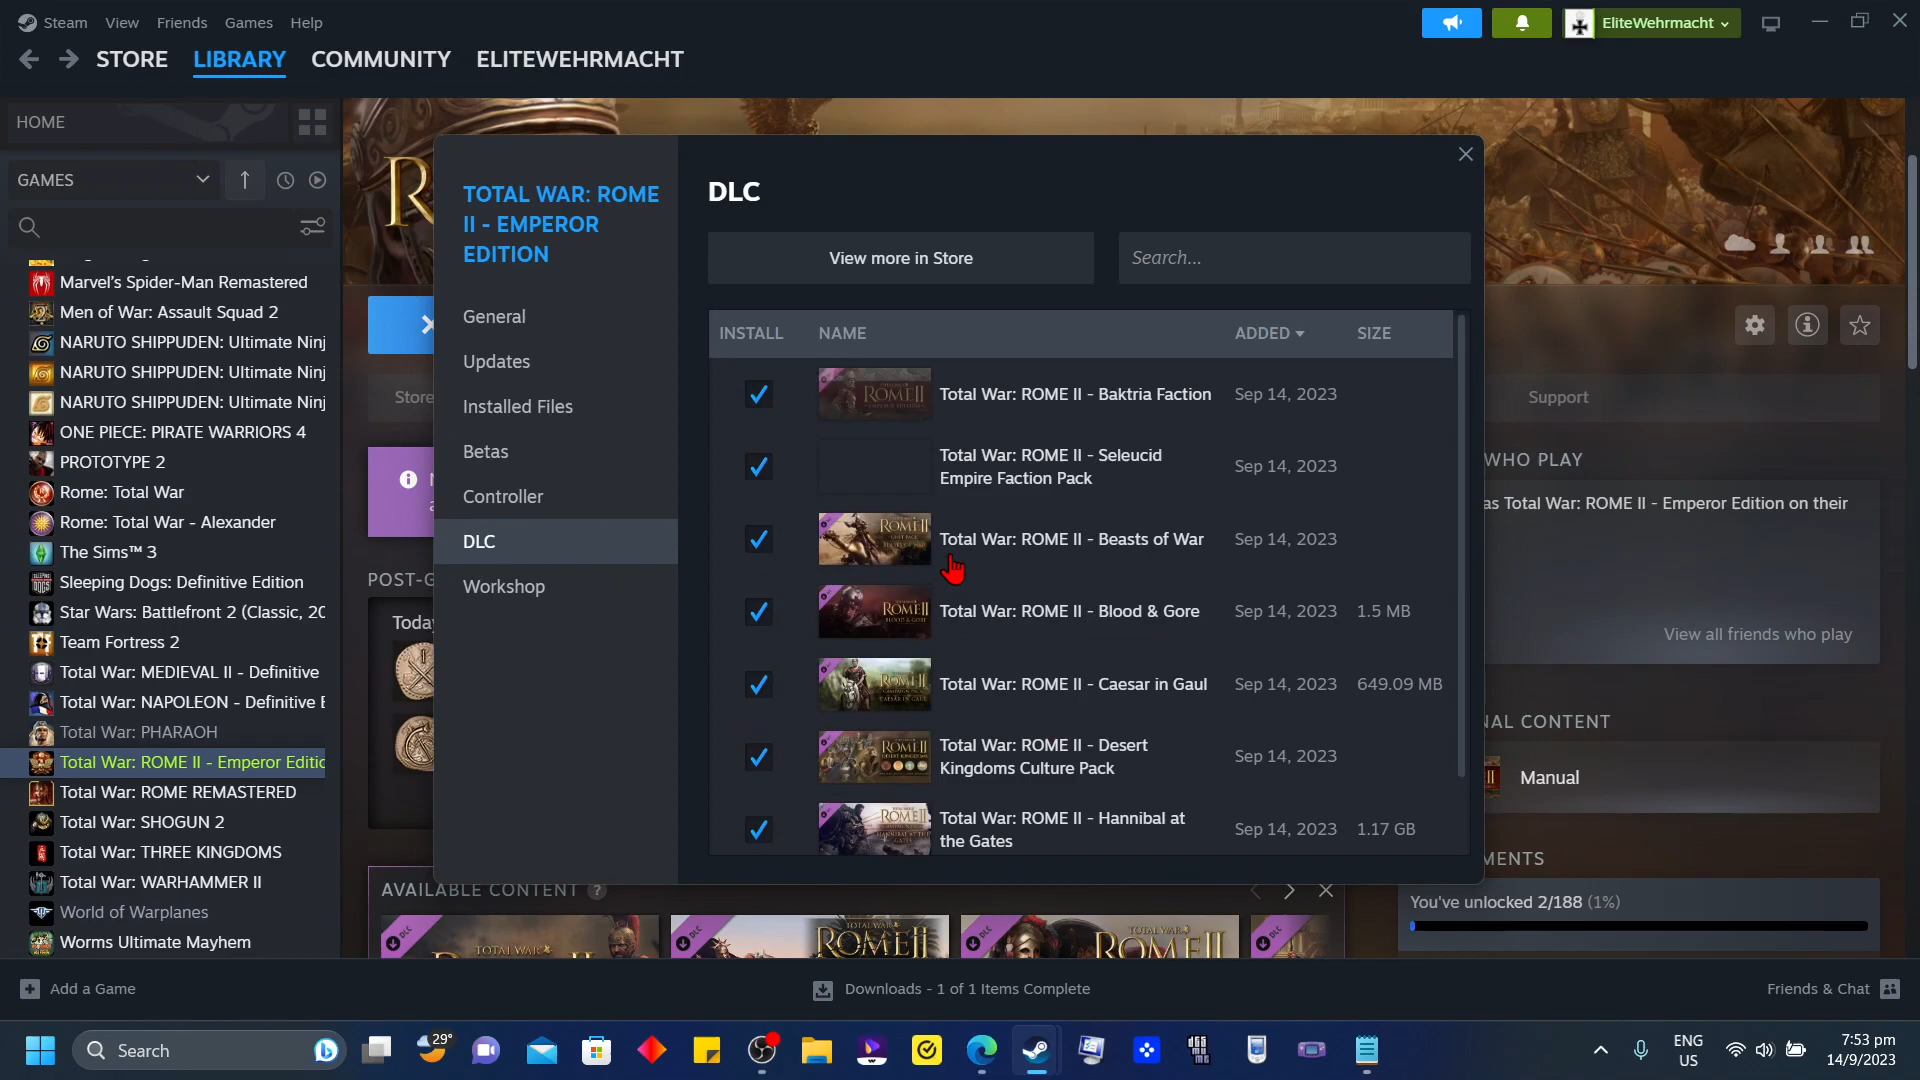 Steam View Friends Games Help
EliteWehrmacht
STORE LIBRARY COMMUNITY ELITEWEHRMACHT
HOME
GAMES
Marvel's Spider-Man Remastered
Men of War: Assault Squad 2
NARUTO SHIPPUDEN: Ultimate Ninj
NARUTO SHIPPUDEN: Ultimate Ninj
NARUTO SHIPPUDEN: Ultimate Ninj
ONE PIECE: PIRATE WARRIORS 4
PROTOTYPE 2
Rome: Total War
Rome: Total War - Alexander
The Sims™ 3
Sleeping Dogs: Definitive Edition
Star Wars: Battlefront 2 (Classic, 20
Team Fortress 2
Total War: MEDIEVAL II - Definitive
Total War: NAPOLEON - Definitive E
Total War: PHARAOH
Total War: ROME II - Emperor Editio
Total War: ROME REMASTERED
Total War: SHOGUN 2
Total War: THREE KINGDOMS
Total War: WARHAMMER II
World of Warplanes
Worms Ultimate Mayhem
TOTAL WAR: ROME
II - EMPEROR
EDITION
General
Updates
Installed Files
Betas
Controller
DLC
Workshop
DLC
View more in Store
Search...
INSTALL NAME ADDED SIZE
Total War: ROME II - Baktria Faction Sep 14, 2023
Total War: ROME II - Seleucid
Empire Faction Pack Sep 14, 2023
Total War: ROME II - Beasts of War Sep 14, 2023
Total War: ROME II - Blood & Gore Sep 14, 2023 1.5 MB
Total War: ROME II - Caesar in Gaul Sep 14, 2023 649.09 MB
Total War: ROME II - Desert
Kingdoms Culture Pack Sep 14, 2023
Total War: ROME II - Hannibal at
the Gates Sep 14, 2023 1.17 GB
Store
POST-G
Today
AVAILABLE CONTENT ?
Support
WHO PLAY
as Total War: ROME II - Emperor Edition on their
View all friends who play
NAL CONTENT
Manual
MENTS
You've unlocked 2/188 (1%)
Add a Game
Downloads - 1 of 1 Items Complete
Friends & Chat
Search
29°
ENG
US
7:53 pm
14/9/2023